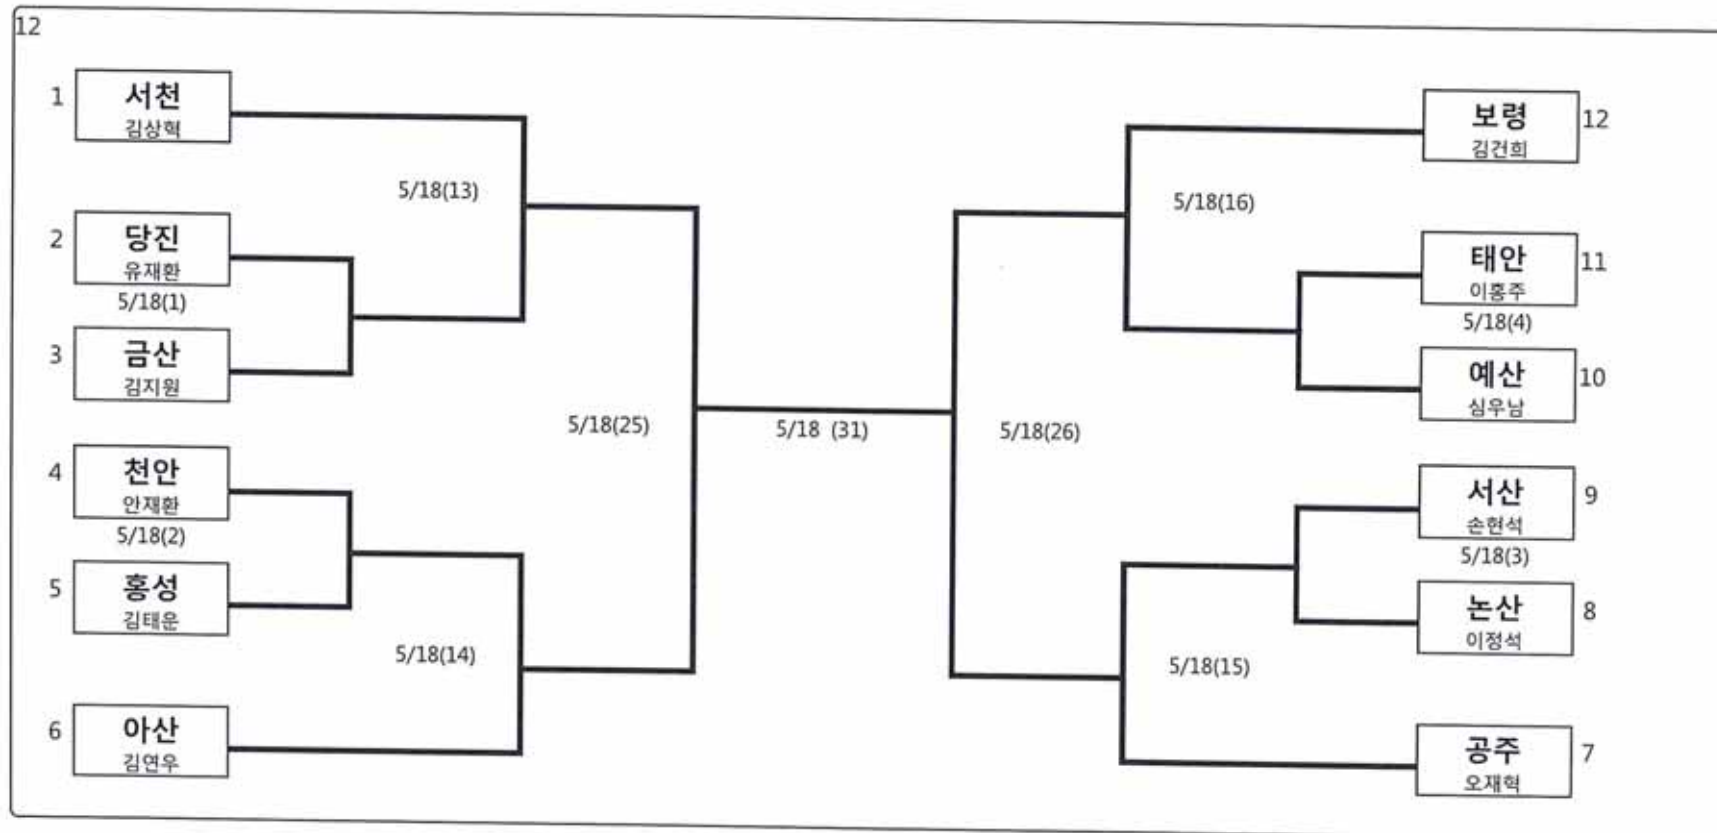 12
1
서천
김상혁
5/18(13)
2
당진
유재환
5/18(1)
3
금산
김지원
5/18(25)
4
천안
안재환
5/18(2)
5
홍성
김태운
5/18(14)
6
아산
김연우
5/18 (31)
보령
김건희
12
5/18(16)
태안
이홍주
11
5/18(4)
예산
심우남
10
5/18(26)
서산
손현석
9
5/18(3)
논산
이정석
8
5/18(15)
공주
오재혁
7